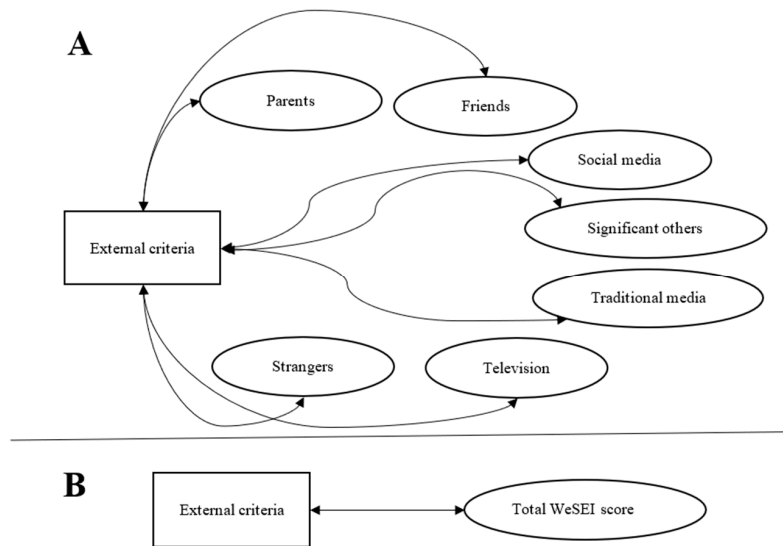 A
Parents
Friends
Social media
External criteria
Significant others
Traditional media
Strangers
Television
B
External criteria
Total WeSEI score